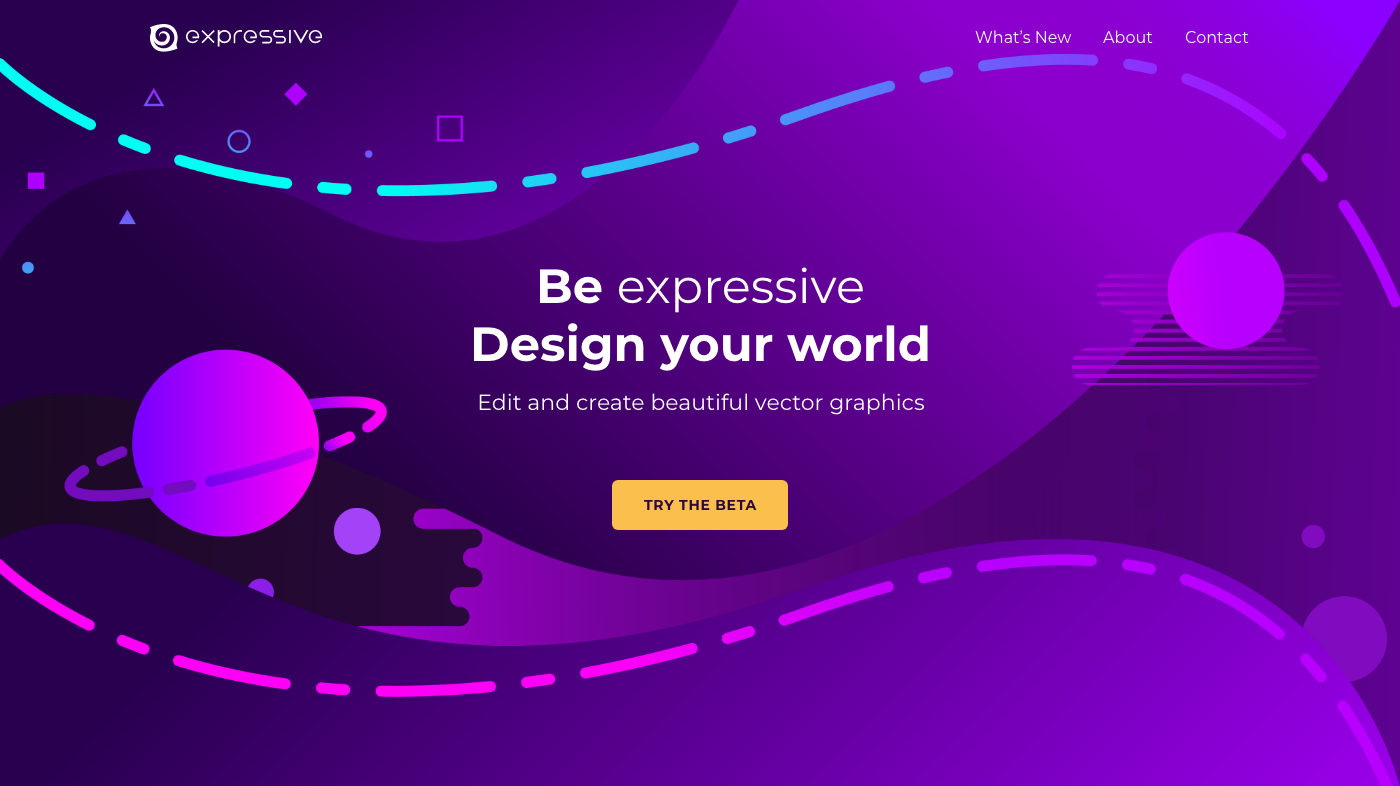 expressive
What's New
About
Contact
Be expressive
Design your world
Edit and create beautiful vector graphics
TRY THE BETA